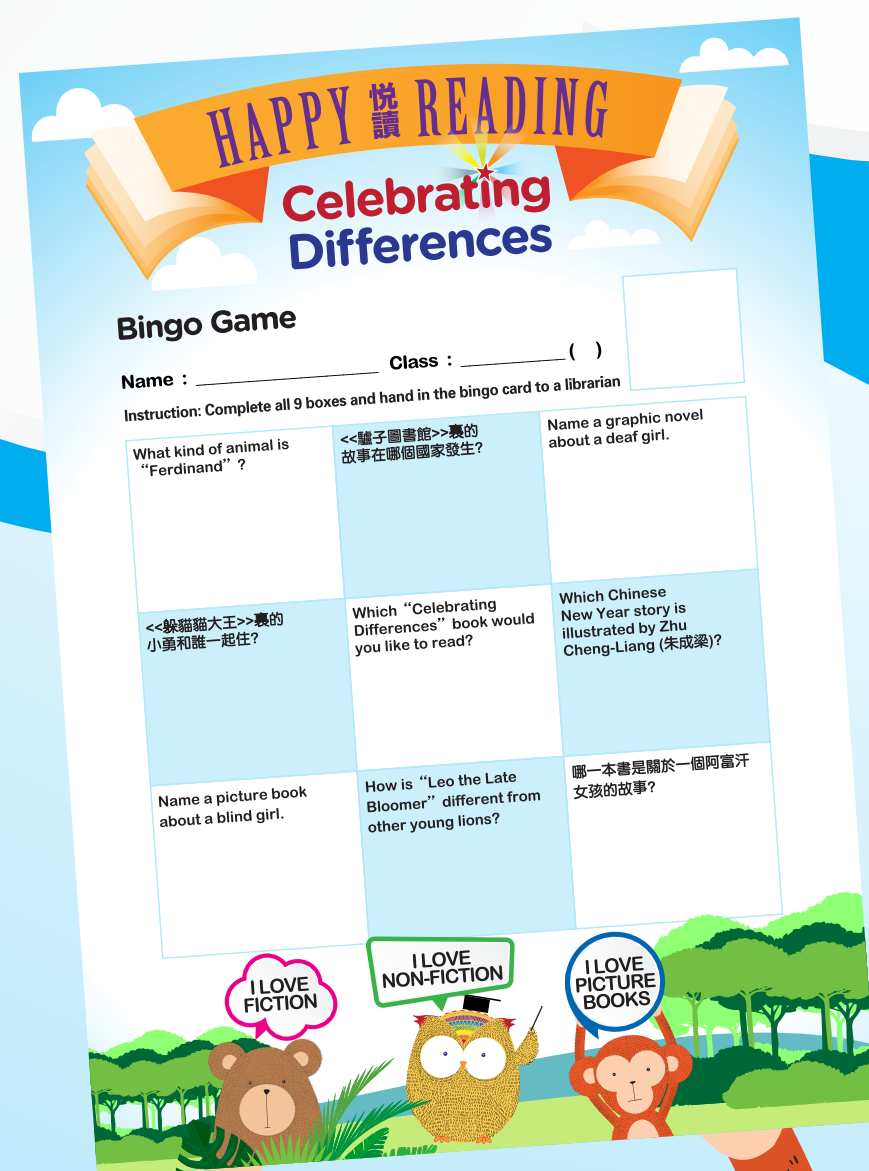 HAPPY 悅讀 READING
Celebrating
Differences
Bingo Game
Name : ____________________ Class : ____________ (   )
Instruction: Complete all 9 boxes and hand in the bingo card to a librarian
What kind of animal is
“Ferdinand”?
<<驢子圖書館>>裏的
故事在哪個國家發生?
Name a graphic novel
about a deaf girl.
<<躲貓貓大王>>裏的
小勇和誰一起住?
Which “Celebrating
Differences” book would
you like to read?
Which Chinese
New Year story is
illustrated by Zhu
Cheng-Liang (朱成梁)?
Name a picture book
about a blind girl.
How is “Leo the Late
Bloomer” different from
other young lions?
哪一本書是關於一個阿富汗
女孩的故事?
I LOVE
FICTION
I LOVE
NON-FICTION
I LOVE
PICTURE
BOOKS